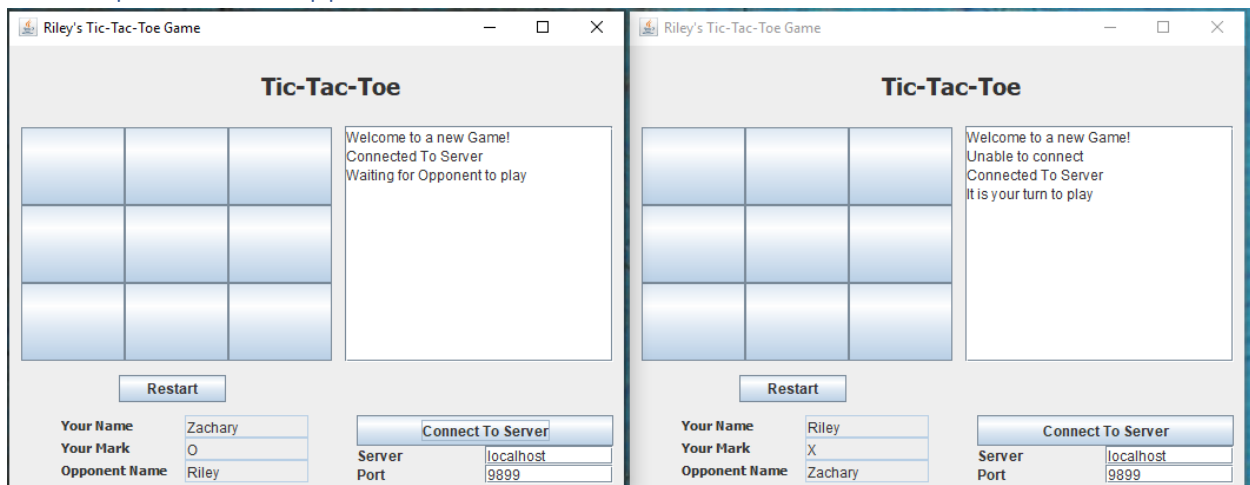 Riley's Tic-Tac-Toe Game
Tic-Tac-Toe
Welcome to a new Game!
Connected To Server
Waiting for Opponent to play
Restart
Your Name Zachary
Your Mark O
Opponent Name Riley
Connect To Server
Server localhost
Port 9899
Riley's Tic-Tac-Toe Game
Tic-Tac-Toe
Welcome to a new Game!
Unable to connect
Connected To Server
It is your turn to play
Restart
Your Name Riley
Your Mark X
Opponent Name Zachary
Connect To Server
Server localhost
Port 9899